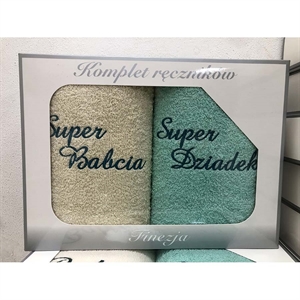 Komplet ręczników
Super
Babcia
Super
Dziadek
Finezja